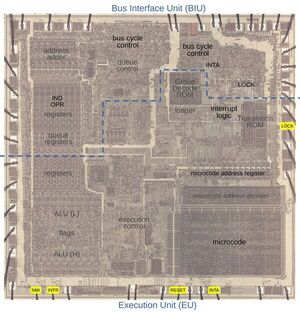 Bus Interface Unit (BIU)
bus cycle
control
bus cycle
control
address
adder
queue
control
INTA
LOCK
Group
Decode
ROM
IND
OPR
registers
loader
interrupt
logic
Translation
ROM
LOCK
queue
registers
registers
microcode address register
microcode address decoder
ALU (L)
execution
control
flags
microcode
ALU (H)
NMI
INTR
RESET
INTA
Execution Unit (EU)